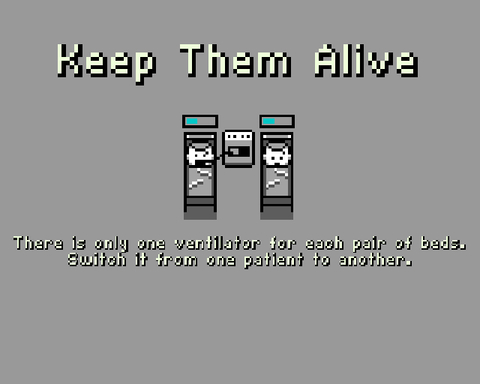 Keep Them Alive
There is only one ventilator for each pair of beds.
Switch it from one patient to another.